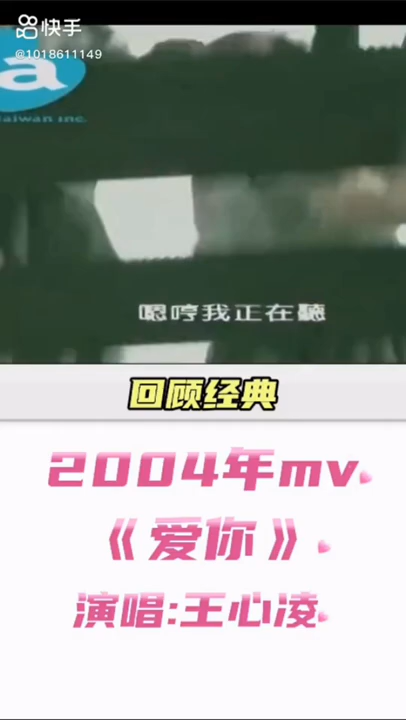 快手
@1018611149
a
aiwan inc.
嗯哼我正在聽
回顾经典
2004年mv
《爱你》
演唱:王心凌